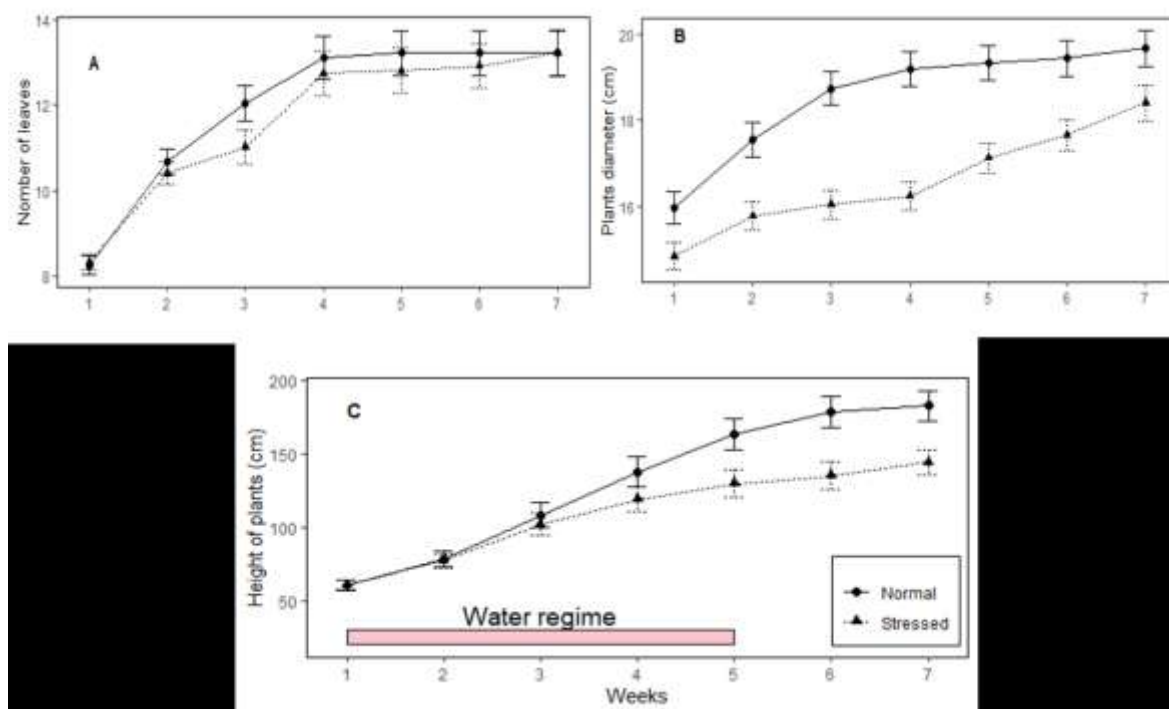 A
Nomber of leaves
14
12
10
8
1 2 3 4 5 6 7
B
Plants diameter (cm)
20
18
16
1 2 3 4 5 6 7
C
Height of plants (cm)
200
150
100
50
Normal
Stressed
Water regime
1 2 3 4 5 6 7
Weeks